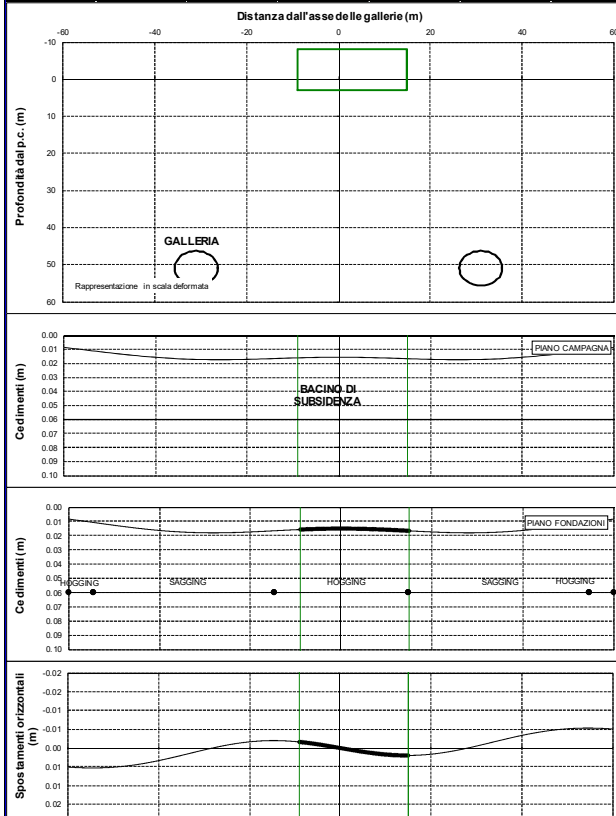 Distanza dall'asse delle gallerie (m)
-60 -40 -20 0 20 40 60
Profondità dal p.c. (m)
-10
0
10
20
30
40
50
60
GALLERIA
Rappresentazione in scala deformata
Cedimenti (m)
0.00
0.01
0.02
0.03
0.04
0.05
0.06
0.07
0.08
0.09
0.10
PIANO CAMPAGNA
BACINO DI
SUBSIDENZA
Cedimenti (m)
0.00
0.01
0.02
0.03
0.04
0.05
0.06
0.07
0.08
0.09
0.10
PIANO FONDAZIONI
HOGGING SAGGING HOGGING SAGGING HOGGING
Spostamenti orizzontali
(m)
-0.02
-0.01
-0.01
0.00
0.01
0.01
0.02